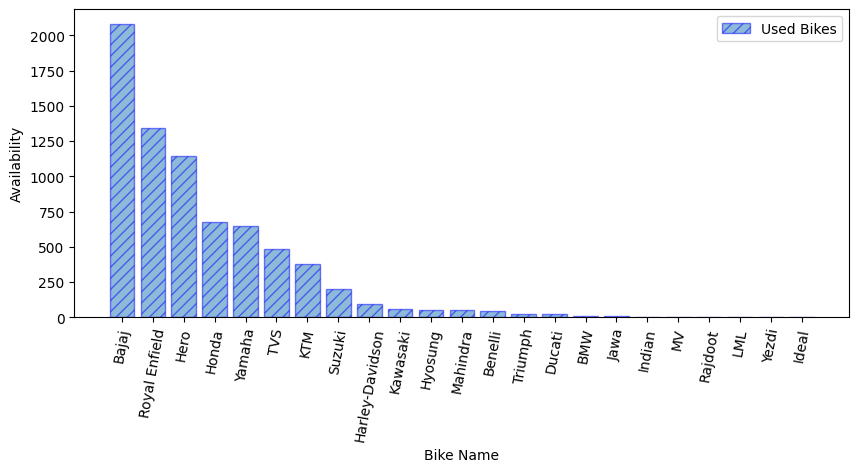 Used Bikes
2000
1750
1500
1250
1000
750
500
250
0
Availability
Bajaj
Royal Enfield
Hero
Honda
Yamaha
TVS
KTM
Suzuki
Harley-Davidson
Kawasaki
Hyosung
Mahindra
Benelli
Triumph
Ducati
BMW
Jawa
Indian
MV
Rajdoot
LML
Yezdi
Ideal
Bike Name